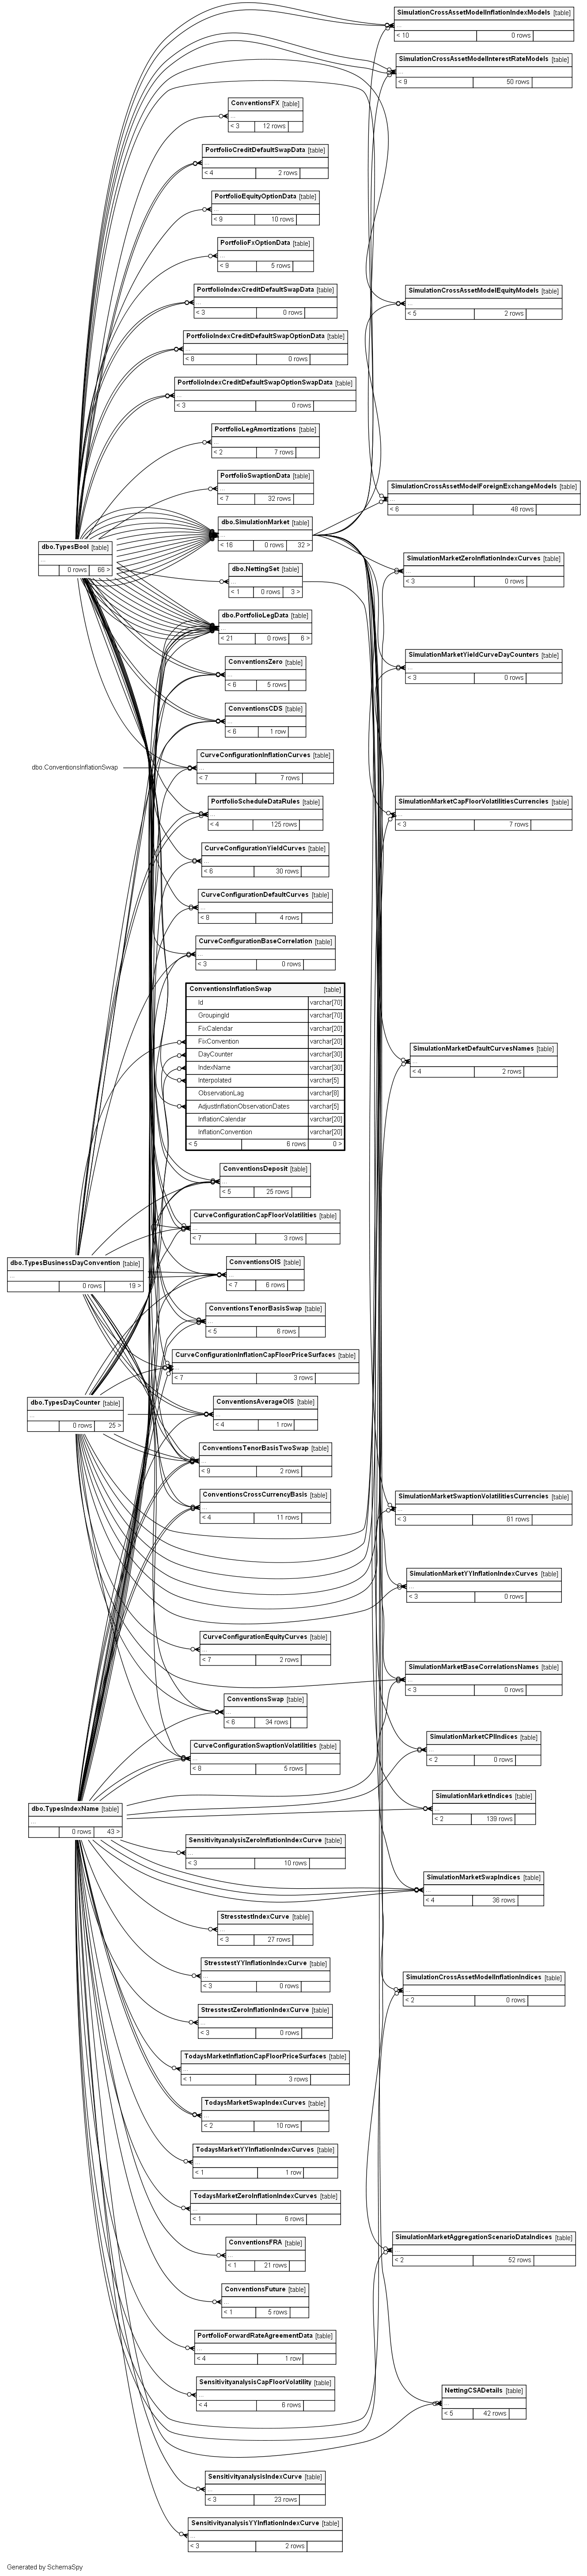 SimulationCrossAssetModelInflationIndexModels [table]
...
< 10 0 rows
SimulationCrossAssetModelInterestRateModels [table]
...
< 9 50 rows
ConventionsFX [table]
...
< 3 12 rows
PortfolioCreditDefaultSwapData [table]
...
< 4 2 rows
PortfolioEquityOptionData [table]
...
< 9 10 rows
PortfolioFxOptionData [table]
...
< 9 5 rows
PortfolioIndexCreditDefaultSwapData [table]
...
< 3 0 rows
SimulationCrossAssetModelEquityModels [table]
...
< 5 2 rows
PortfolioIndexCreditDefaultSwapOptionData [table]
...
< 8 0 rows
PortfolioIndexCreditDefaultSwapOptionSwapData [table]
...
< 3 0 rows
PortfolioLegAmortizations [table]
...
< 2 7 rows
PortfolioSwaptionData [table]
...
< 7 32 rows
SimulationCrossAssetModelForeignExchangeModels [table]
...
< 6 48 rows
dbo.SimulationMarket [table]
...
< 16 0 rows 32 >
dbo.TypesBool [table]
...
0 rows 66 >
SimulationMarketZeroInflationIndexCurves [table]
...
< 3 0 rows
dbo.NettingSet [table]
...
< 1 0 rows 3 >
dbo.PortfolioLegData [table]
...
< 21 0 rows 6 >
SimulationMarketYieldCurveDayCounters [table]
...
< 3 0 rows
ConventionsZero [table]
...
< 6 5 rows
ConventionsCDS [table]
...
< 6 1 row
CurveConfigurationInflationCurves [table]
...
< 7 7 rows
dbo.ConventionsInflationSwap
PortfolioScheduleDataRules [table]
...
< 4 125 rows
SimulationMarketCapFloorVolatilitiesCurrencies [table]
...
< 3 7 rows
CurveConfigurationYieldCurves [table]
...
< 6 30 rows
CurveConfigurationDefaultCurves [table]
...
< 8 4 rows
CurveConfigurationBaseCorrelation [table]
...
< 3 0 rows
ConventionsInflationSwap [table]
Id varchar[70]
GroupingId varchar[70]
FixCalendar varchar[20]
FixConvention varchar[20]
DayCounter varchar[30]
IndexName varchar[30]
Interpolated varchar[5]
ObservationLag varchar[8]
AdjustInflationObservationDates varchar[5]
InflationCalendar varchar[20]
InflationConvention varchar[20]
< 5 6 rows 0 >
SimulationMarketDefaultCurvesNames [table]
...
< 4 2 rows
ConventionsDeposit [table]
...
< 5 25 rows
CurveConfigurationCapFloorVolatilities [table]
...
< 7 3 rows
dbo.TypesBusinessDayConvention [table]
...
0 rows 19 >
ConventionsOIS [table]
...
< 7 6 rows
ConventionsTenorBasisSwap [table]
...
< 5 6 rows
CurveConfigurationInflationCapFloorPriceSurfaces [table]
...
< 7 3 rows
dbo.TypesDayCounter [table]
...
0 rows 25 >
ConventionsAverageOIS [table]
...
< 4 1 row
ConventionsTenorBasisTwoSwap [table]
...
< 9 2 rows
ConventionsCrossCurrencyBasis [table]
...
< 4 11 rows
SimulationMarketSwaptionVolatilitiesCurrencies [table]
...
< 3 81 rows
SimulationMarketYYInflationIndexCurves [table]
...
< 3 0 rows
CurveConfigurationEquityCurves [table]
...
< 7 2 rows
SimulationMarketBaseCorrelationsNames [table]
...
< 3 0 rows
ConventionsSwap [table]
...
< 6 34 rows
SimulationMarketCPIIndices [table]
...
< 2 0 rows
CurveConfigurationSwaptionVolatilities [table]
...
< 8 5 rows
SimulationMarketIndices [table]
...
< 2 139 rows
dbo.TypesIndexName [table]
...
0 rows 43 >
SensitivityanalysisZeroInflationIndexCurve [table]
...
< 3 10 rows
SimulationMarketSwapIndices [table]
...
< 4 36 rows
StresstestIndexCurve [table]
...
< 3 27 rows
StresstestYYInflationIndexCurve [table]
...
< 3 0 rows
SimulationCrossAssetModelInflationIndices [table]
...
< 2 0 rows
StresstestZeroInflationIndexCurve [table]
...
< 3 0 rows
TodaysMarketInflationCapFloorPriceSurfaces [table]
...
< 1 3 rows
TodaysMarketSwapIndexCurves [table]
...
< 2 10 rows
TodaysMarketYYInflationIndexCurves [table]
...
< 1 1 row
TodaysMarketZeroInflationIndexCurves [table]
...
< 1 6 rows
SimulationMarketAggregationScenarioDataIndices [table]
...
< 2 52 rows
ConventionsFRA [table]
...
< 1 21 rows
ConventionsFuture [table]
...
< 1 5 rows
PortfolioForwardRateAgreementData [table]
...
< 4 1 row
SensitivityanalysisCapFloorVolatility [table]
...
< 4 6 rows
NettingCSADetails [table]
...
< 5 42 rows
SensitivityanalysisIndexCurve [table]
...
< 3 23 rows
SensitivityanalysisYYInflationIndexCurve [table]
...
< 3 2 rows
Generated by SchemaSpy